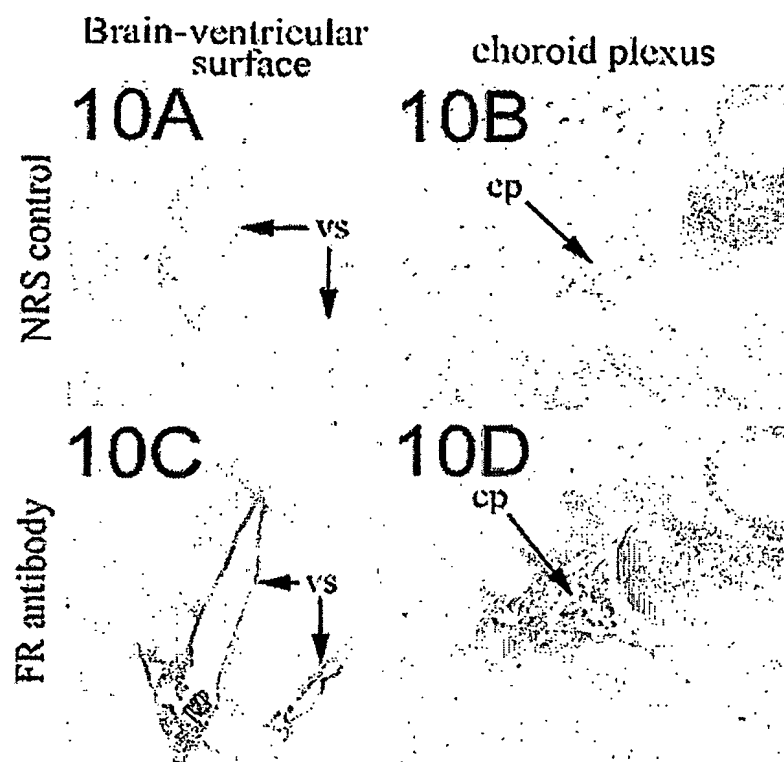 Brain-ventricular
surface
choroid plexus
10A
10B
NRS control
vs
cp
10C
10D
FR antibody
vs
cp